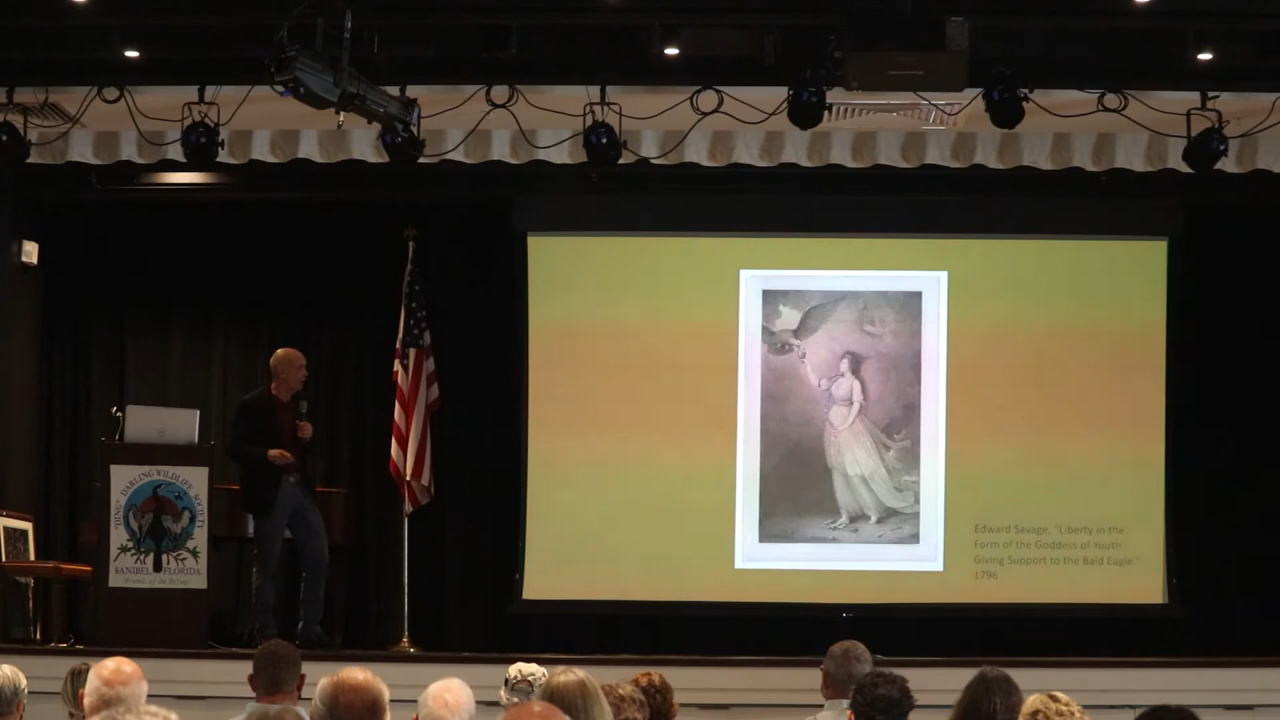 "DING" DARLING WILDLIFE SOCIETY
SANIBEL FLORIDA
Friends of the Refuge
Edward Savage. "Liberty in the
Form of the Goddess of Youth
Giving Support to the Bald Eagle."
1796